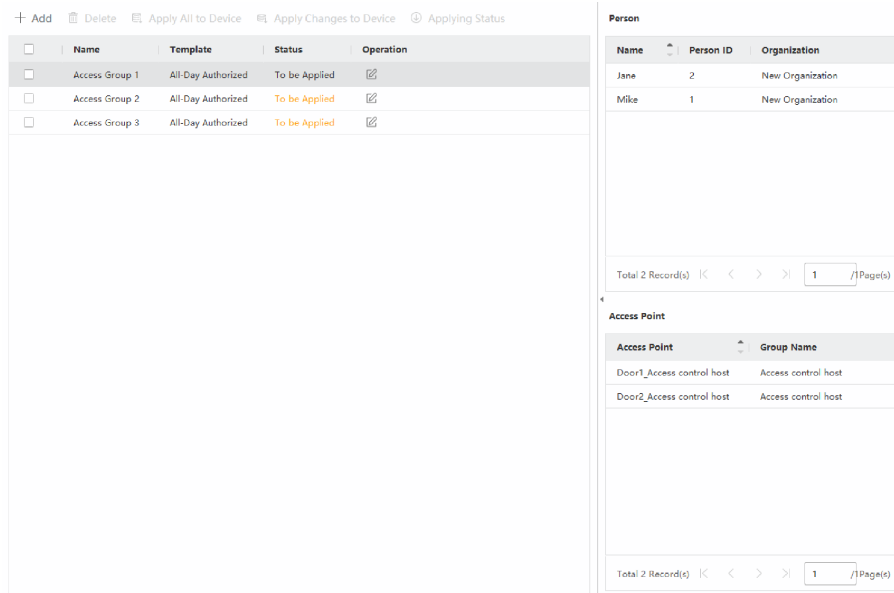 Add Delete Apply All to Device Apply Changes to Device Applying Status
Name Template Status Operation
Access Group 1 All-Day Authorized To be Applied
Access Group 2 All-Day Authorized To be Applied
Access Group 3 All-Day Authorized To be Applied
Person
Name Person ID Organization
Jane 2 New Organization
Mike 1 New Organization
Total 2 Record(s) 1 /1Page(s)
Access Point
Access Point Group Name
Door1_Access control host Access control host
Door2_Access control host Access control host
Total 2 Record(s) 1 /1Page(s)